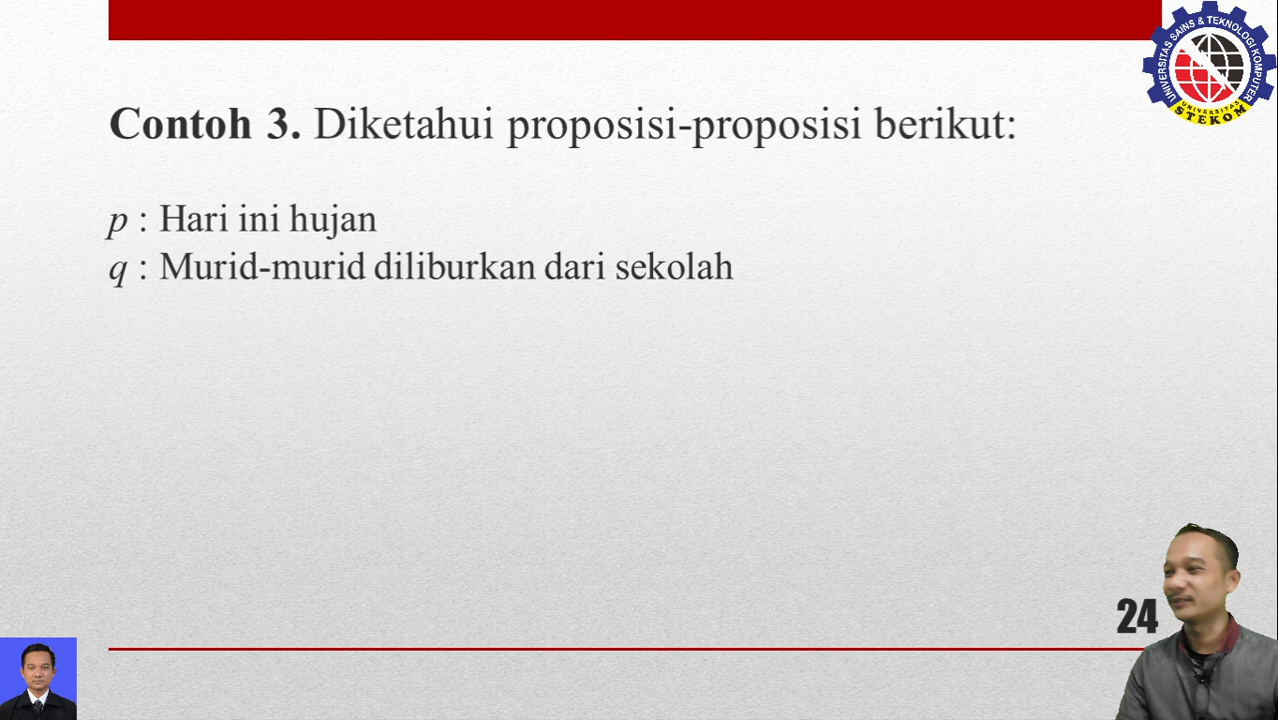 UNIVERSITAS SAINS & TEKNOLOGI KOMPUTER
UNIVERSITAS
STEKOM
Contoh 3. Diketahui proposisi-proposisi berikut:
p : Hari ini hujan
q : Murid-murid diliburkan dari sekolah
24